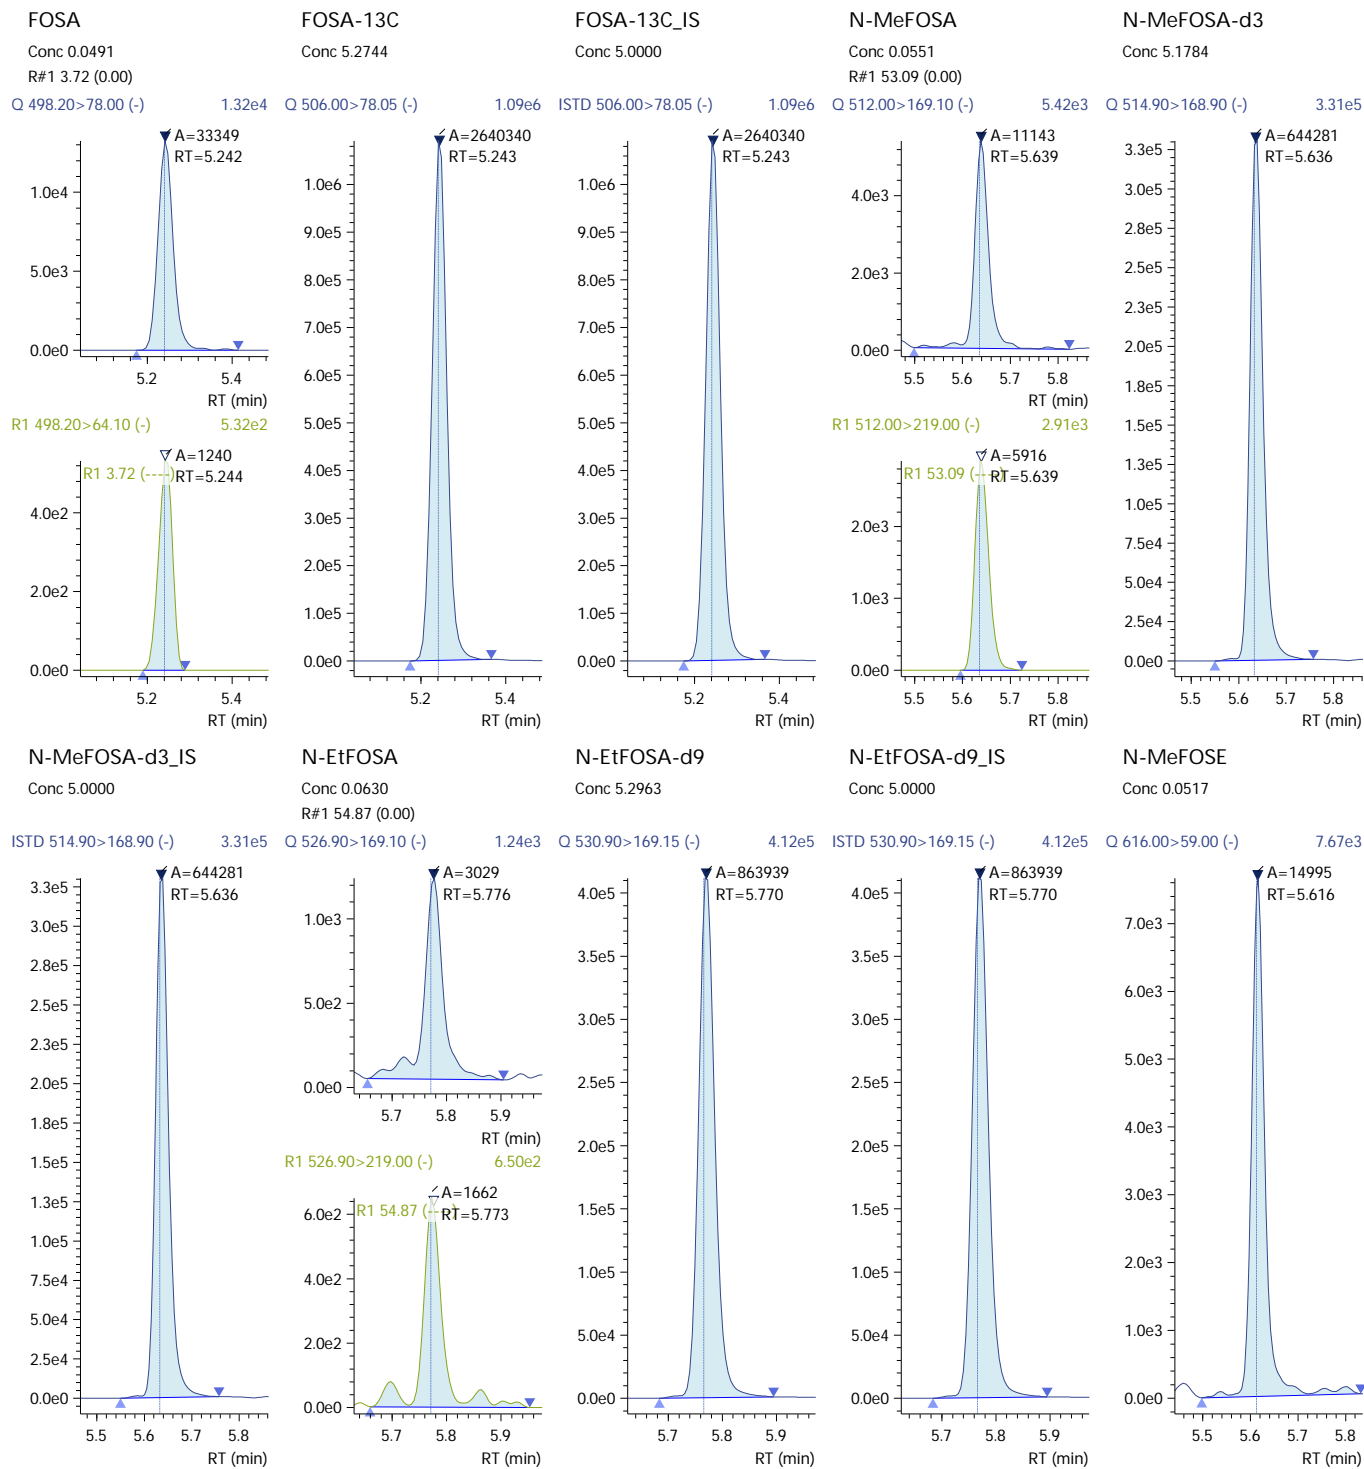 FOSA
Conc 0.0491
R#1 3.72 (0.00)
Q 498.20>78.00 (-) 1.32e4
A=33349
RT=5.242
1.0e4
5.0e3
0.0e0
5.2 5.4
RT (min)
R1 498.20>64.10 (-) 5.32e2
A=1240
R1 3.72 (----)
RT=5.244
4.0e2
2.0e2
0.0e0
5.2 5.4
RT (min)
FOSA-13C
Conc 5.2744
Q 506.00>78.05 (-) 1.09e6
A=2640340
RT=5.243
1.0e6
9.0e5
8.0e5
7.0e5
6.0e5
5.0e5
4.0e5
3.0e5
2.0e5
1.0e5
0.0e0
5.2 5.4
RT (min)
FOSA-13C_IS
Conc 5.0000
ISTD 506.00>78.05 (-) 1.09e6
A=2640340
RT=5.243
1.0e6
9.0e5
8.0e5
7.0e5
6.0e5
5.0e5
4.0e5
3.0e5
2.0e5
1.0e5
0.0e0
5.2 5.4
RT (min)
N-MeFOSA
Conc 0.0551
R#1 53.09 (0.00)
Q 512.00>169.10 (-) 5.42e3
A=11143
RT=5.639
4.0e3
2.0e3
0.0e0
5.5 5.6 5.7 5.8
RT (min)
R1 512.00>219.00 (-) 2.91e3
A=5916
R1 53.09 (----)
RT=5.639
2.0e3
1.0e3
0.0e0
5.5 5.6 5.7 5.8
RT (min)
N-MeFOSA-d3
Conc 5.1784
Q 514.90>168.90 (-) 3.31e5
A=644281
RT=5.636
3.3e5
3.0e5
2.8e5
2.5e5
2.3e5
2.0e5
1.8e5
1.5e5
1.3e5
1.0e5
7.5e4
5.0e4
2.5e4
0.0e0
5.5 5.6 5.7 5.8
RT (min)
N-MeFOSA-d3_IS
Conc 5.0000
ISTD 514.90>168.90 (-) 3.31e5
A=644281
RT=5.636
3.3e5
3.0e5
2.8e5
2.5e5
2.3e5
2.0e5
1.8e5
1.5e5
1.3e5
1.0e5
7.5e4
5.0e4
2.5e4
0.0e0
5.5 5.6 5.7 5.8
RT (min)
N-EtFOSA
Conc 0.0630
R#1 54.87 (0.00)
Q 526.90>169.10 (-) 1.24e3
A=3029
RT=5.776
1.0e3
5.0e2
0.0e0
5.7 5.8 5.9
RT (min)
R1 526.90>219.00 (-) 6.50e2
A=1662
R1 54.87 (----)
RT=5.773
6.0e2
4.0e2
2.0e2
0.0e0
5.7 5.8 5.9
RT (min)
N-EtFOSA-d9
Conc 5.2963
Q 530.90>169.15 (-) 4.12e5
A=863939
RT=5.770
4.0e5
3.5e5
3.0e5
2.5e5
2.0e5
1.5e5
1.0e5
5.0e4
0.0e0
5.7 5.8 5.9
RT (min)
N-EtFOSA-d9_IS
Conc 5.0000
ISTD 530.90>169.15 (-) 4.12e5
A=863939
RT=5.770
4.0e5
3.5e5
3.0e5
2.5e5
2.0e5
1.5e5
1.0e5
5.0e4
0.0e0
5.7 5.8 5.9
RT (min)
N-MeFOSE
Conc 0.0517
Q 616.00>59.00 (-) 7.67e3
A=14995
RT=5.616
7.0e3
6.0e3
5.0e3
4.0e3
3.0e3
2.0e3
1.0e3
0.0e0
5.5 5.6 5.7 5.8
RT (min)